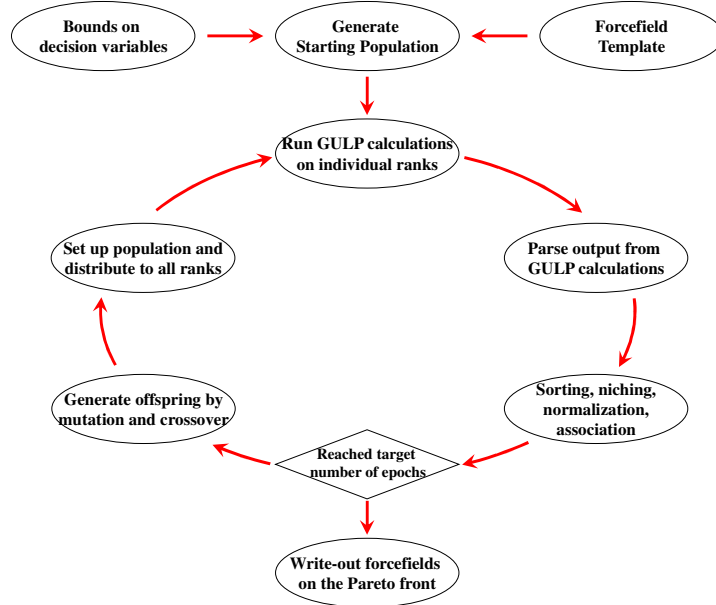 Bounds on
decision variables
Generate
Starting Population
Forcefield
Template
Run GULP calculations
on individual ranks
Set up population and
distribute to all ranks
Parse output from
GULP calculations
Generate offspring by
mutation and crossover
Sorting, niching,
normalization,
association
Reached target
number of epochs
Write-out forcefields
on the Pareto front